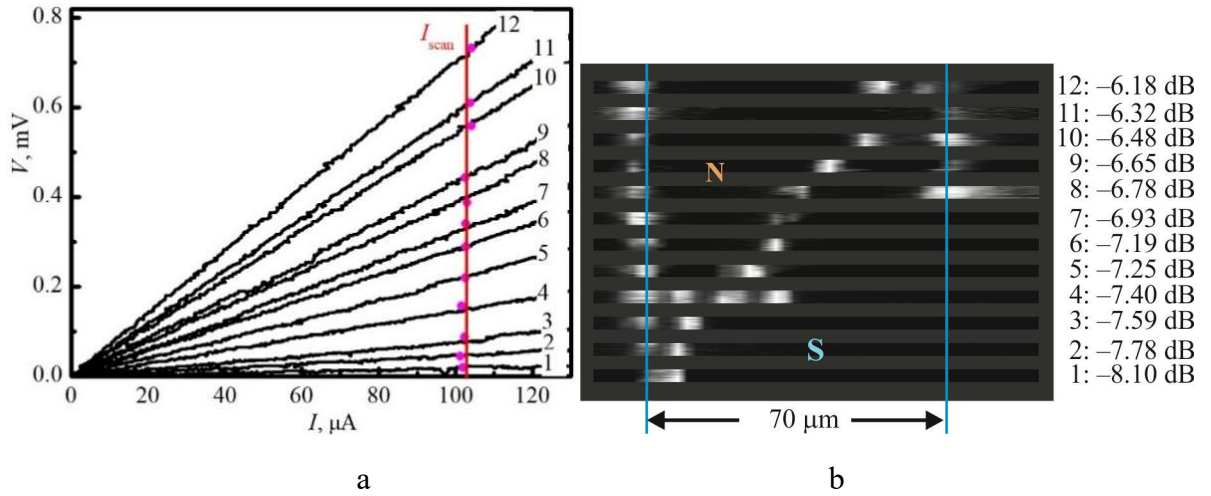 0.8
0.6
0.4
0.2
0.0
V, mV
0
20
40
60
80
100
120
I, μA
Iscan
12
11
10
9
8
7
6
5
4
3
2
1
a
N
S
12: –6.18 dB
11: –6.32 dB
10: –6.48 dB
9: –6.65 dB
8: –6.78 dB
7: –6.93 dB
6: –7.19 dB
5: –7.25 dB
4: –7.40 dB
3: –7.59 dB
2: –7.78 dB
1: –8.10 dB
70 μm
b